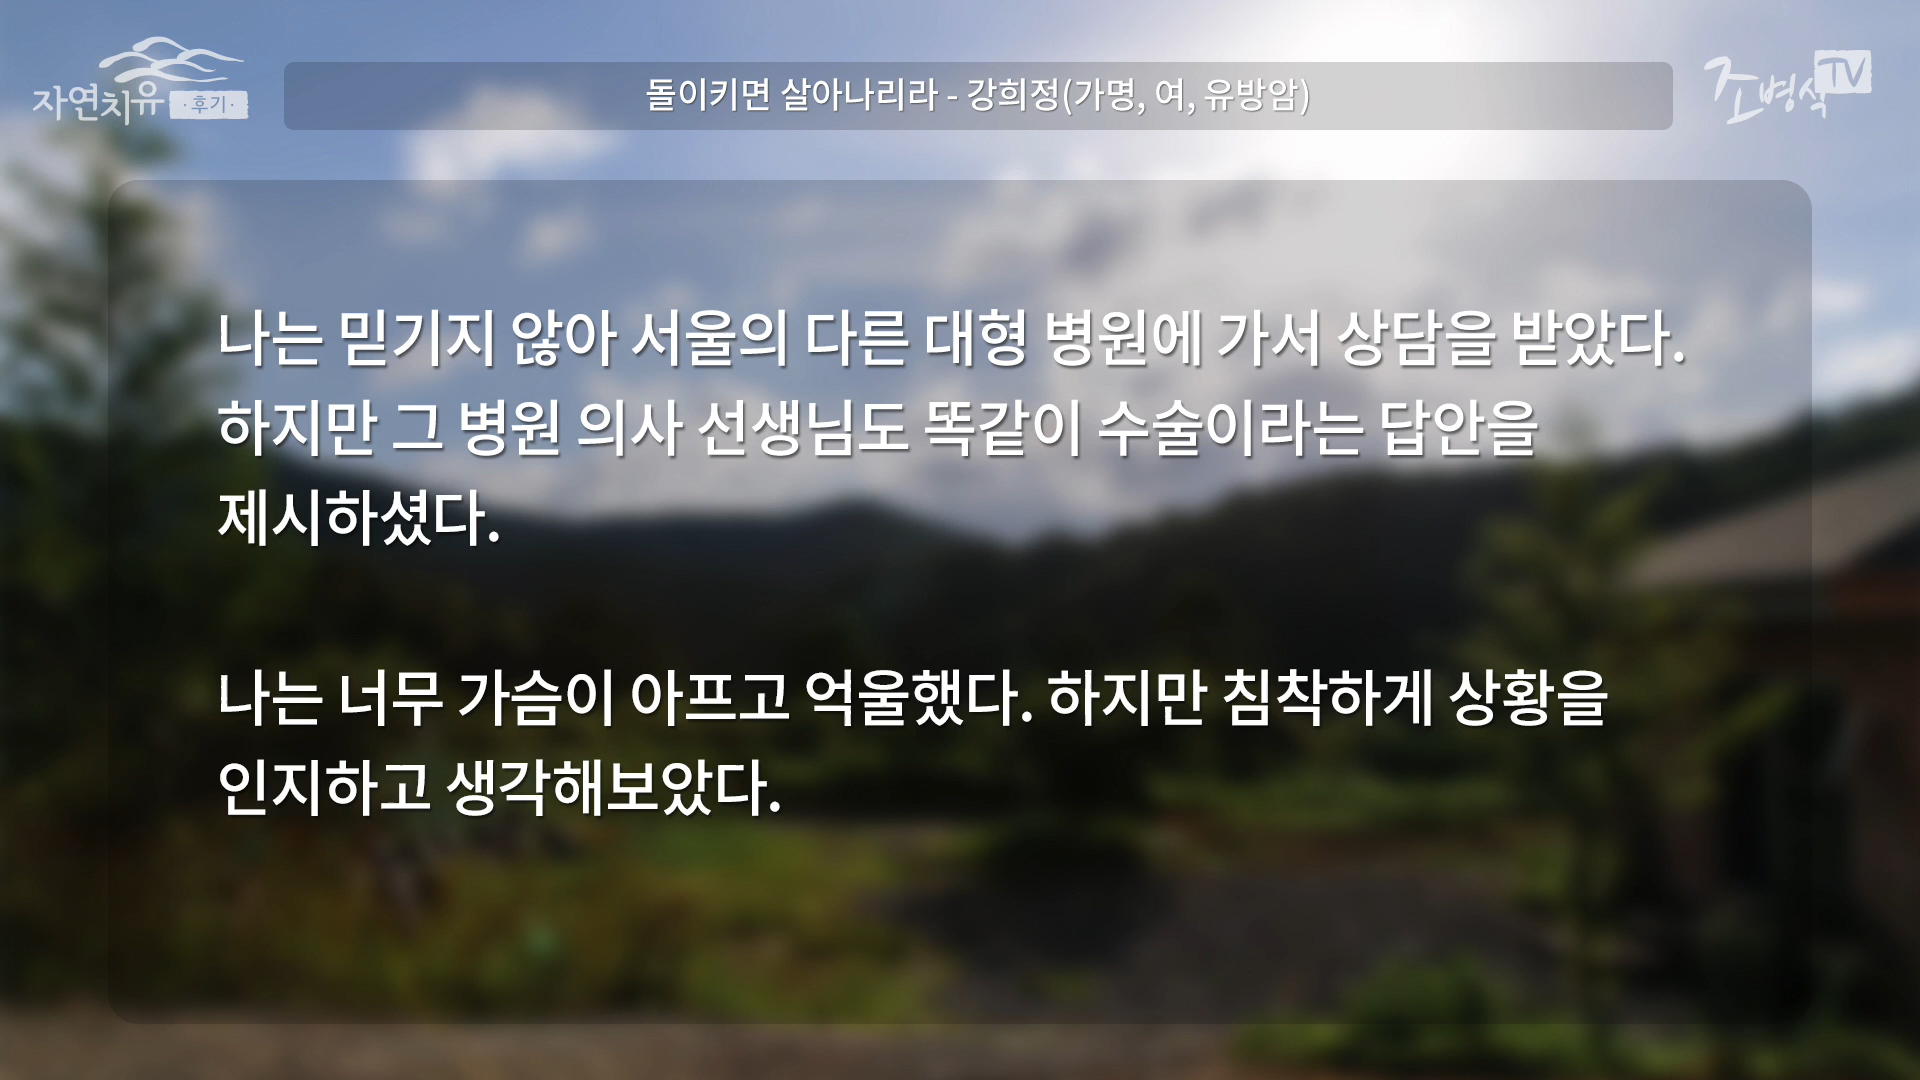 자연치유 ·후기·
돌이키면 살아나리라 - 강희정(가명, 여, 유방암)
조병식TV
나는 믿기지 않아 서울의 다른 대형 병원에 가서 상담을 받았다.
하지만 그 병원 의사 선생님도 똑같이 수술이라는 답안을
제시하셨다.
나는 너무 가슴이 아프고 억울했다. 하지만 침착하게 상황을
인지하고 생각해보았다.